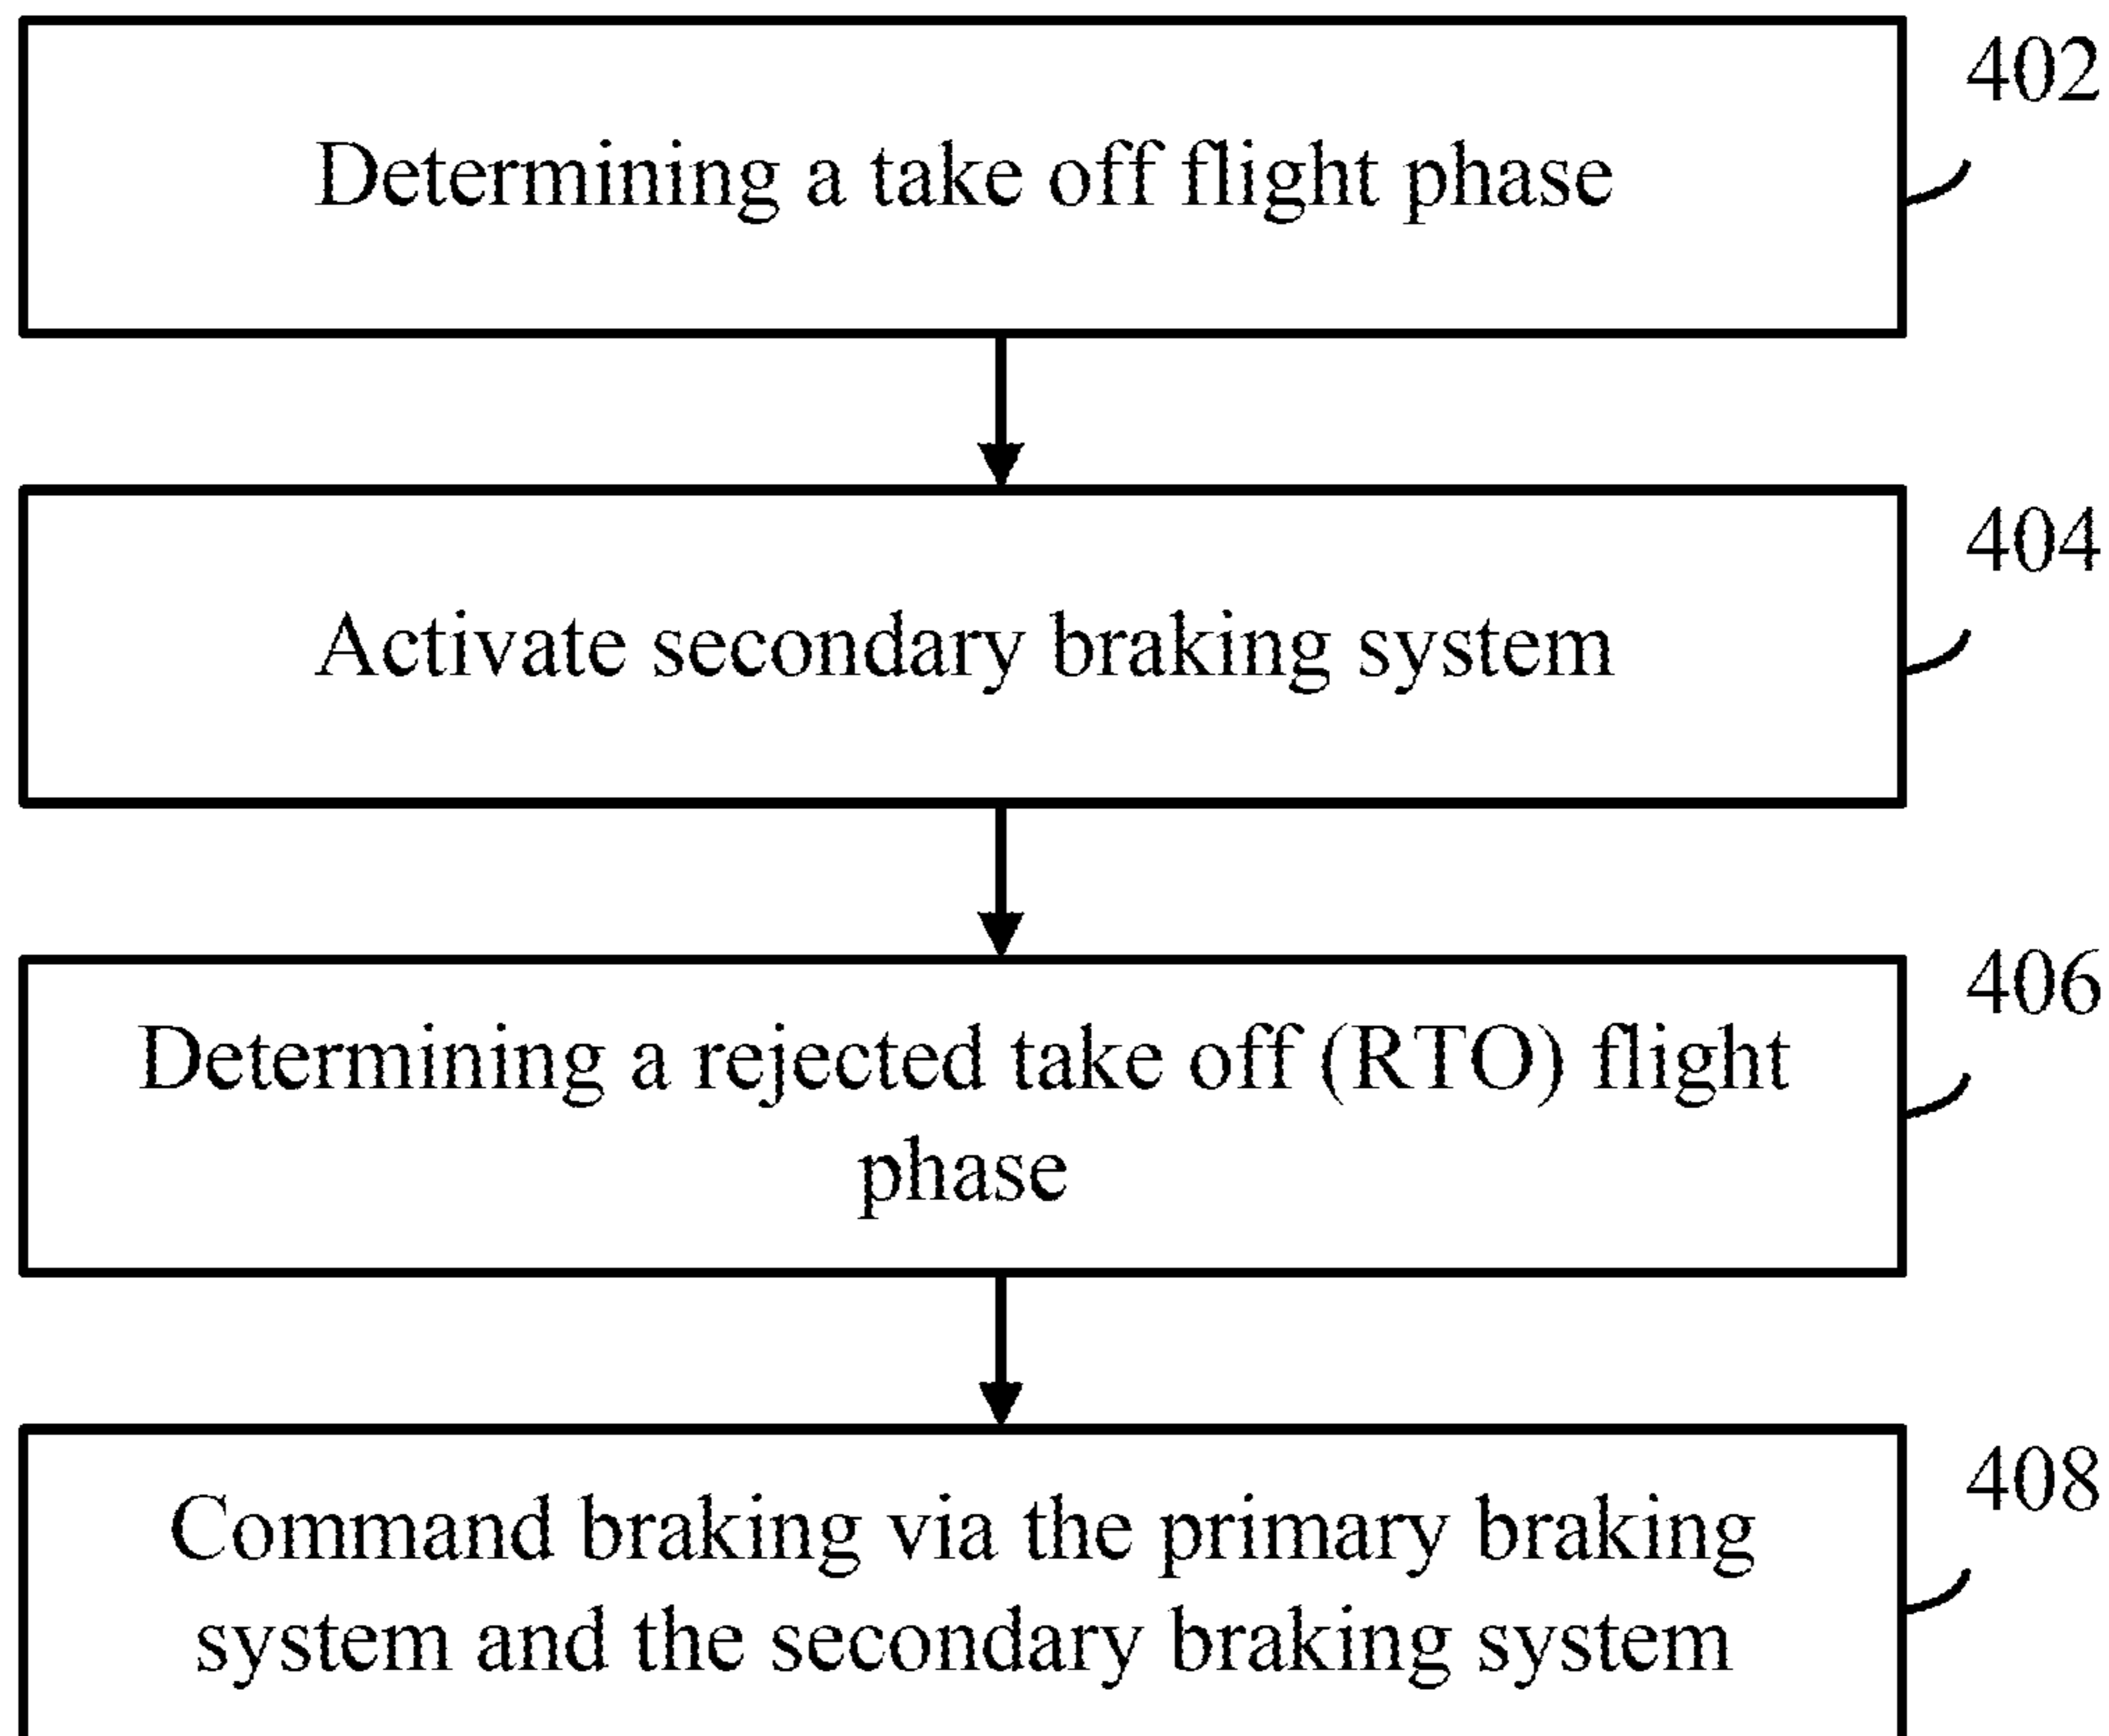 402
Determining a take off flight phase
404
Activate secondary braking system
406
Determining a rejected take off (RTO) flight
phase
408
Command braking via the primary braking
system and the secondary braking system